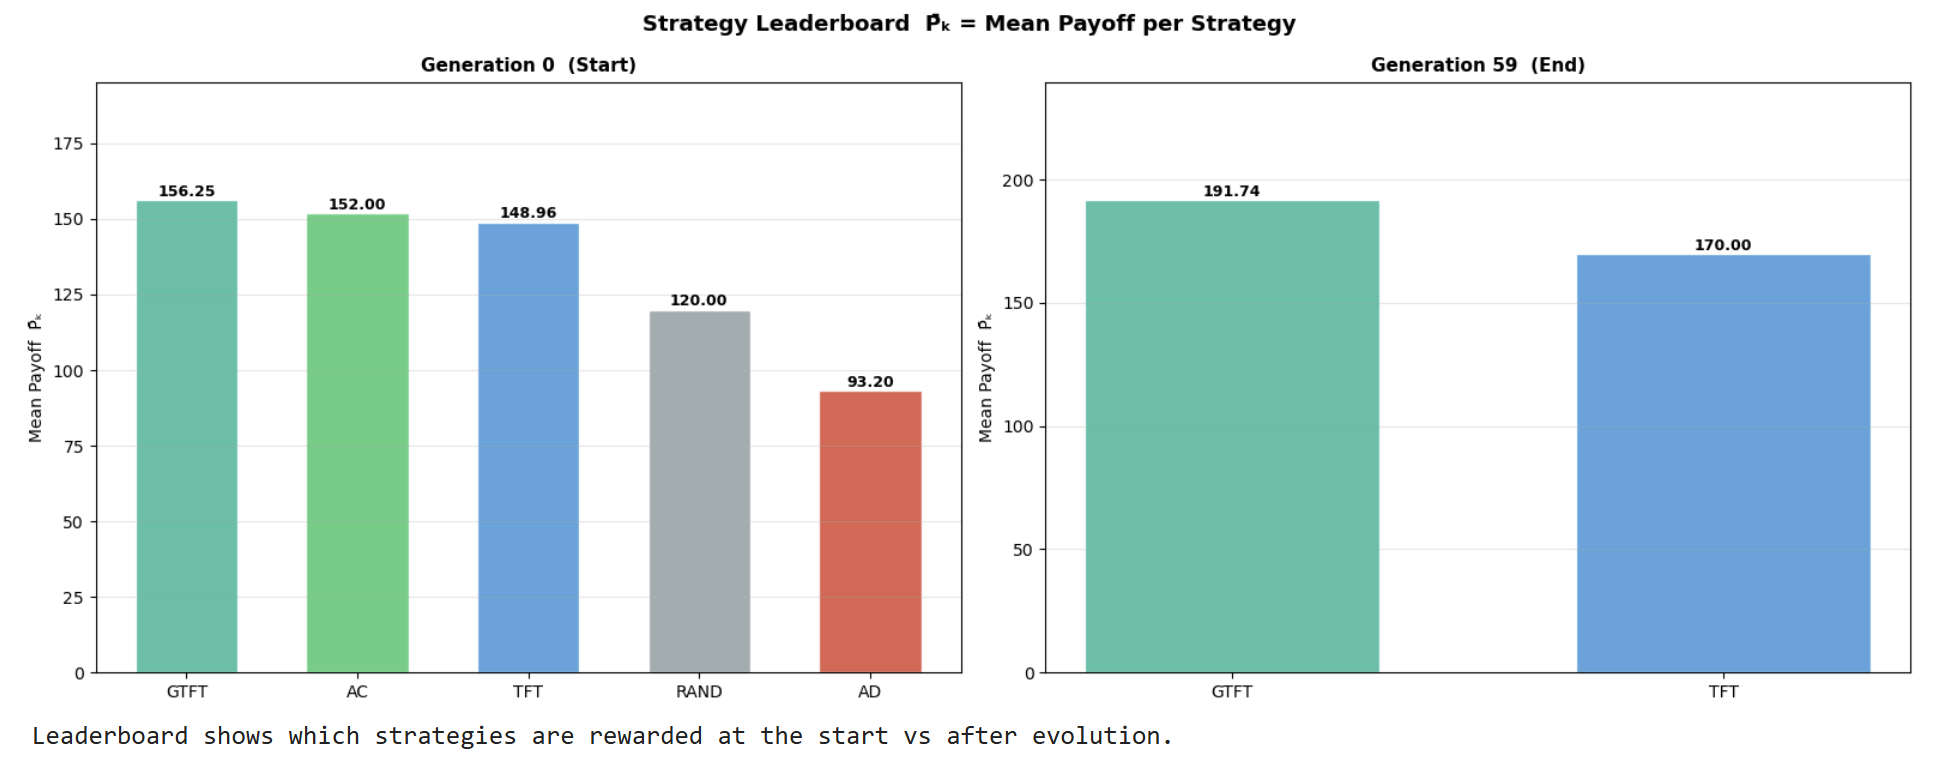 Strategy Leaderboard P̄ₖ = Mean Payoff per Strategy
Generation 0 (Start)
Mean Payoff P̄ₖ
175
150
125
100
75
50
25
0
156.25
152.00
148.96
120.00
93.20
GTFT
AC
TFT
RAND
AD
Generation 59 (End)
Mean Payoff P̄ₖ
200
150
100
50
0
191.74
170.00
GTFT
TFT
Leaderboard shows which strategies are rewarded at the start vs after evolution.